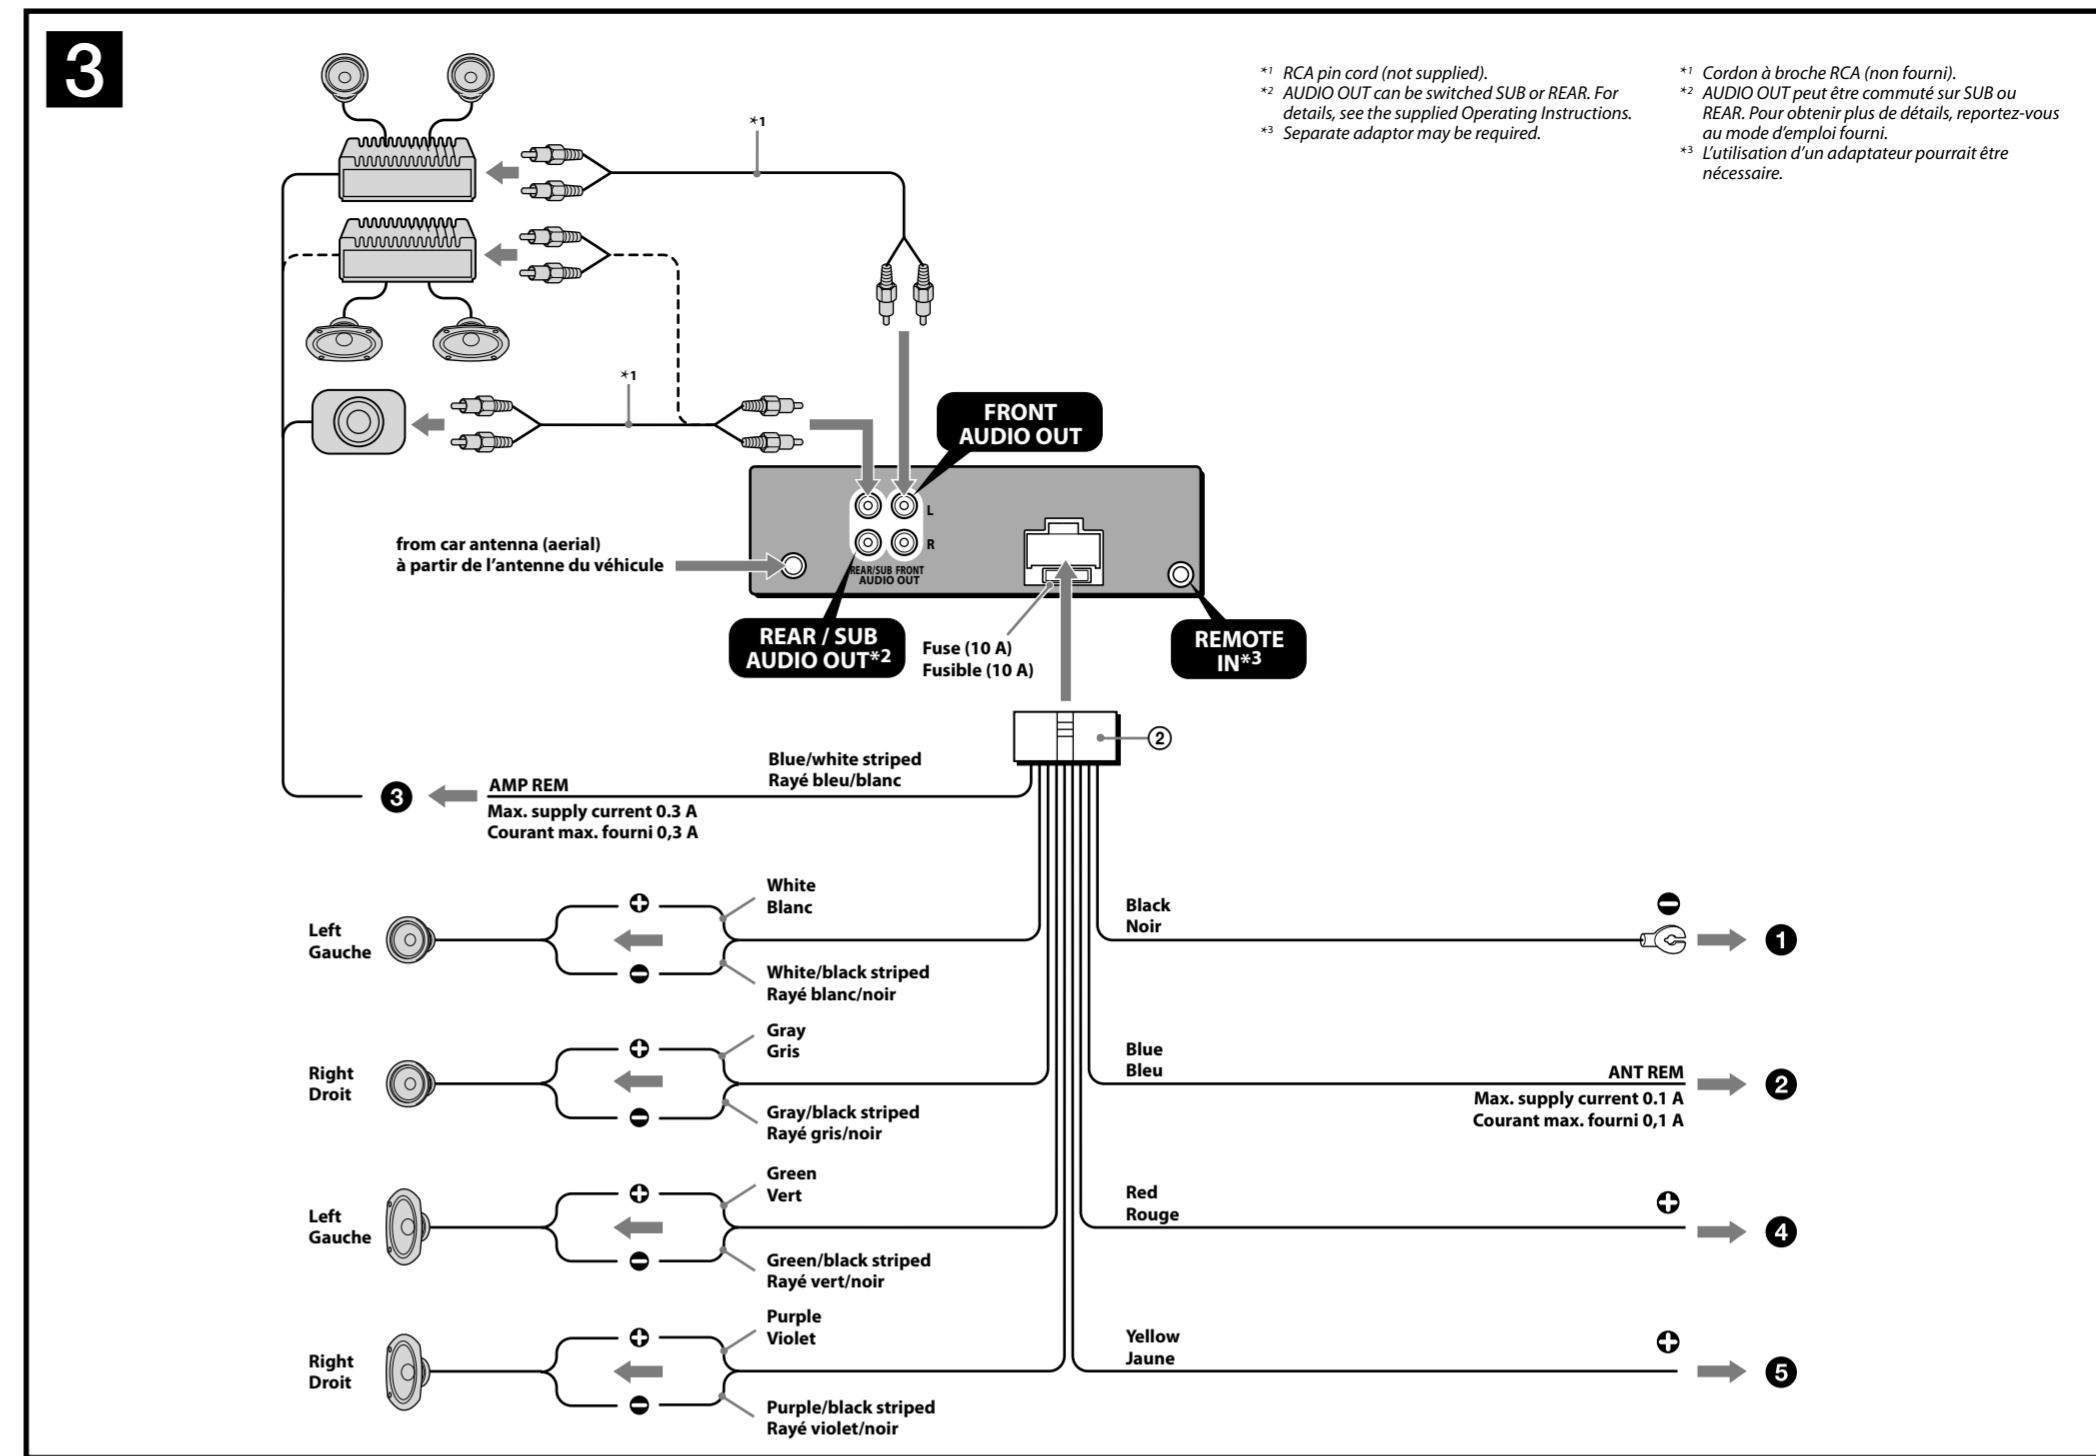 3
*1 RCA pin cord (not supplied).
*2 AUDIO OUT can be switched SUB or REAR. For
details, see the supplied Operating Instructions.
*3 Separate adaptor may be required.
*1 Cordon à broche RCA (non fourni).
*2 AUDIO OUT peut être commuté sur SUB ou
REAR. Pour obtenir plus de détails, reportez-vous
au mode d’emploi fourni.
*3 L’utilisation d’un adaptateur pourrait être
nécessaire.
*1
*1
FRONT
AUDIO OUT
L
R
REAR/SUB FRONT
AUDIO OUT
from car antenna (aerial)
à partir de l’antenne du véhicule
REAR / SUB
AUDIO OUT*2
Fuse (10 A)
Fusible (10 A)
REMOTE
IN*3
2
Blue/white striped
Rayé bleu/blanc
3
AMP REM
Max. supply current 0.3 A
Courant max. fourni 0,3 A
White
Blanc
Left
Gauche
White/black striped
Rayé blanc/noir
Gray
Gris
Right
Droit
Gray/black striped
Rayé gris/noir
Green
Vert
Left
Gauche
Green/black striped
Rayé vert/noir
Purple
Violet
Right
Droit
Purple/black striped
Rayé violet/noir
Black
Noir
1
Blue
Bleu
ANT REM
2
Max. supply current 0.1 A
Courant max. fourni 0,1 A
Red
Rouge
4
Yellow
Jaune
5